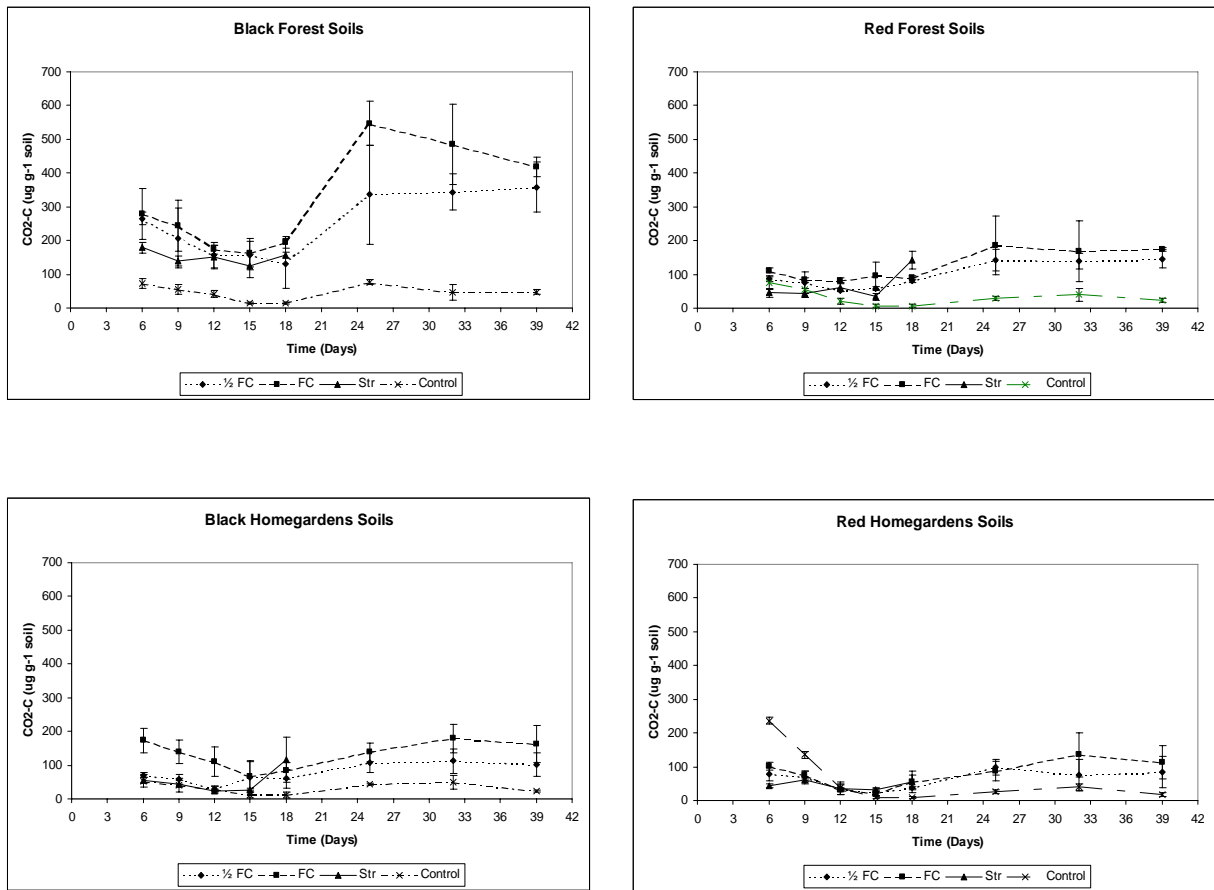 Black Forest Soils
CO2-C (ug g-1 soil)
700
600
500
400
300
200
100
0
0 3 6 9 12 15 18 21 24 27 30 33 36 39 42
Time (Days)
½ FC FC Str Control
Red Forest Soils
CO2-C (ug g-1 soil)
700
600
500
400
300
200
100
0
0 3 6 9 12 15 18 21 24 27 30 33 36 39 42
Time (Days)
½ FC FC Str Control
Black Homegardens Soils
CO2-C (ug g-1 soil)
700
600
500
400
300
200
100
0
0 3 6 9 12 15 18 21 24 27 30 33 36 39 42
Time (Days)
½ FC FC Str Control
Red Homegardens Soils
CO2-C (ug g-1 soil)
700
600
500
400
300
200
100
0
0 3 6 9 12 15 18 21 24 27 30 33 36 39 42
Time (Days)
½ FC FC Str Control